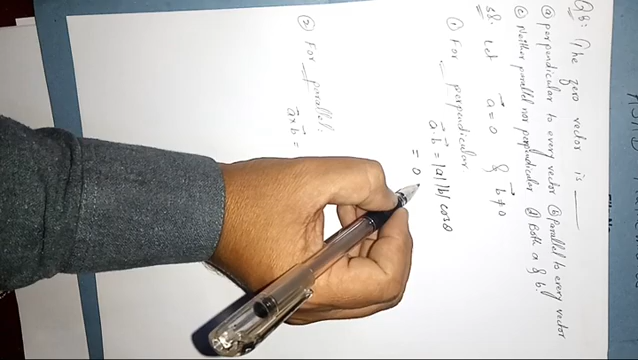 Q8: The zero vector is ____
(a) perpendicular to every vector (b) Parallel to every vector
(c) Neither parallel nor perpendicular (d) Both a & b.
Sol: Let a⃗ = 0 & b⃗ ≠ 0
(1) For perpendicular
a⃗·b⃗ = |a||b| cosθ
= 0
(2) For parallel.
a⃗×b⃗ =